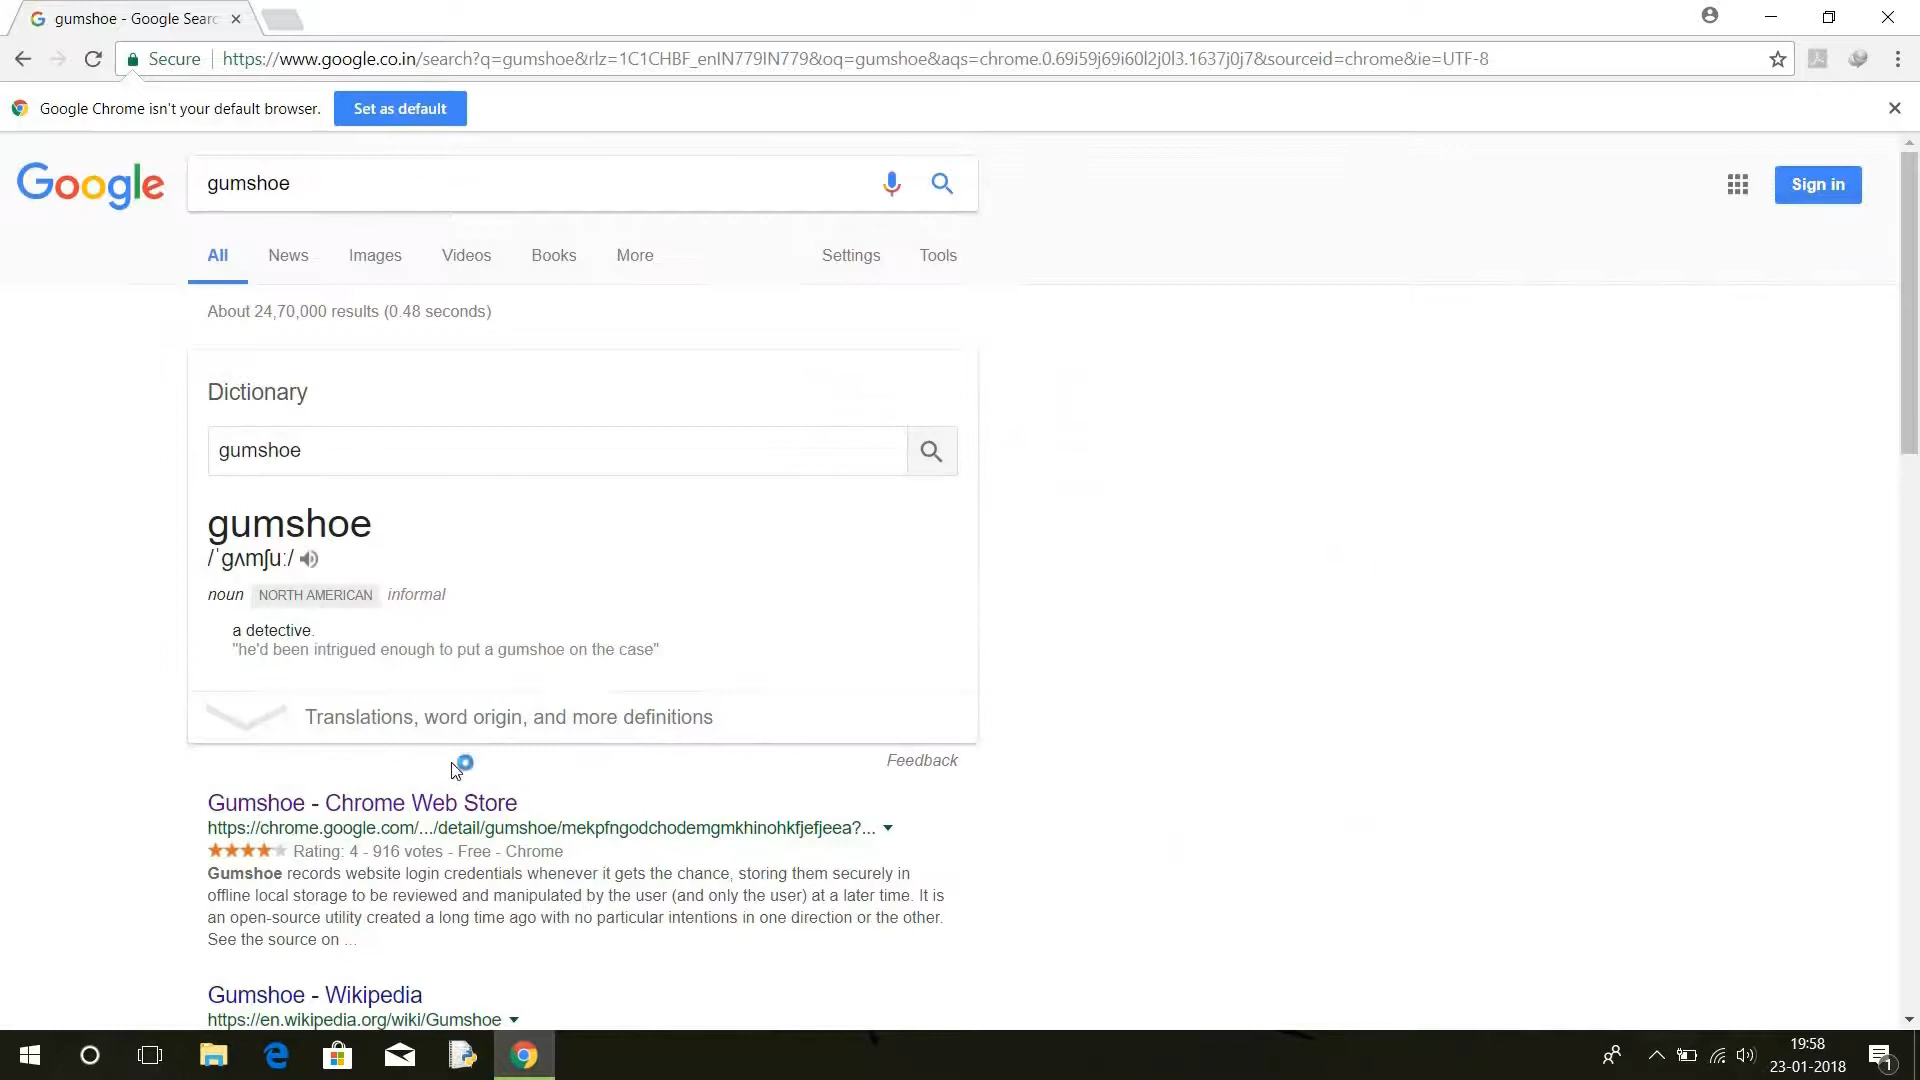 gumshoe - Google Searc
Secure
https://www.google.co.in/search?q=gumshoe&rlz=1C1CHBF_enIN779IN779&oq=gumshoe&aqs=chrome.0.69i59j69i60l2j0l3.1637j0j7&sourceid=chrome&ie=UTF-8
Google Chrome isn't your default browser. Set as default
Google
gumshoe
Sign in
All News Images Videos Books More Settings Tools
About 24,70,000 results (0.48 seconds)
Dictionary
gumshoe
gumshoe
/ˈɡʌmʃuː/
noun NORTH AMERICAN informal
a detective.
"he'd been intrigued enough to put a gumshoe on the case"
Translations, word origin, and more definitions
Feedback
Gumshoe - Chrome Web Store
https://chrome.google.com/.../detail/gumshoe/mekpfngodchodemgmkhinohkfjefjeea?...
Rating: 4 - 916 votes - Free - Chrome
Gumshoe records website login credentials whenever it gets the chance, storing them securely in
offline local storage to be reviewed and manipulated by the user (and only the user) at a later time. It is
an open-source utility created a long time ago with no particular intentions in one direction or the other.
See the source on ...
Gumshoe - Wikipedia
https://en.wikipedia.org/wiki/Gumshoe
19:58
23-01-2018
1